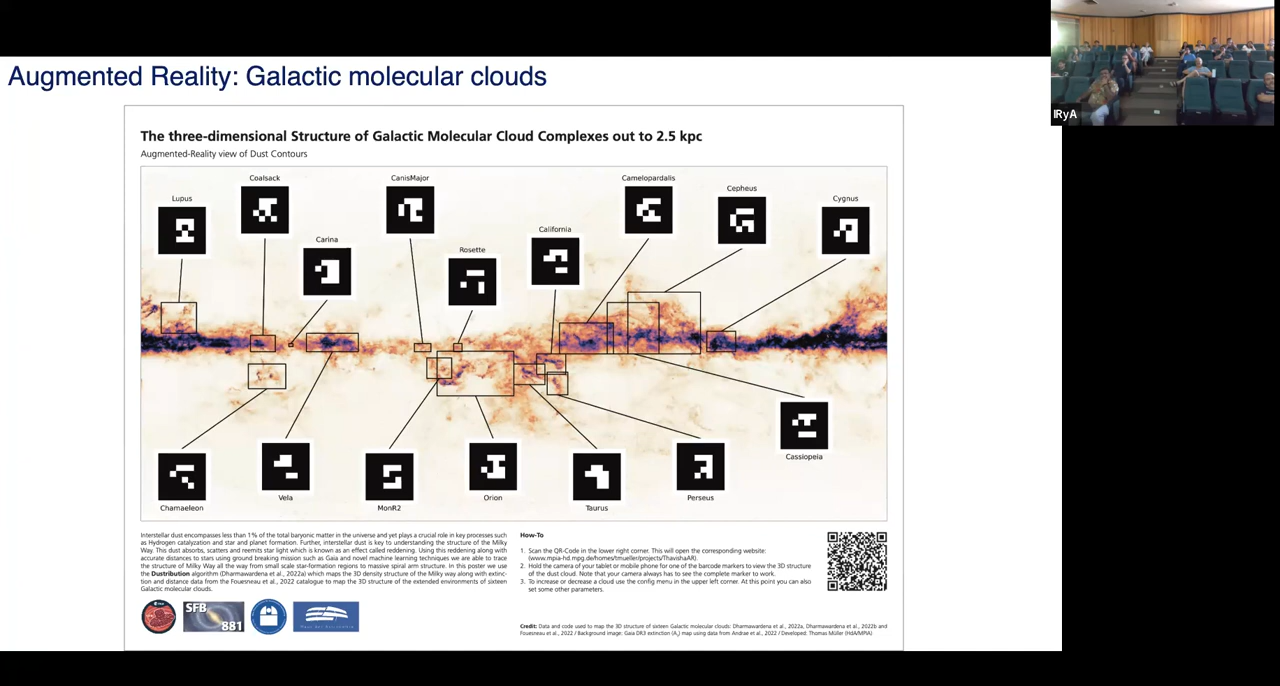 Augmented Reality: Galactic molecular clouds
IRyA
The three-dimensional Structure of Galactic Molecular Cloud Complexes out to 2.5 kpc
Augmented-Reality view of Dust Contours
Coalsack
CanisMajor
Camelopardalis
Cepheus
Lupus
Cygnus
California
Carina
Rosette
Cassiopeia
Vela
Orion
Perseus
Chamaeleon
MonR2
Taurus
Interstellar dust encompasses less than 1% of the total baryonic matter in the universe and yet plays a crucial role in key processes such
as Hydrogen catalyzation and star and planet formation. Further, interstellar dust is key to understanding the structure of the Milky
Way. This dust absorbs, scatters and reemits star light which is known as an effect called reddening. Using this reddening along with
accurate distances to stars using ground breaking mission such as Gaia and novel machine learning techniques we are able to trace
the structure of Milky Way all the way from small scale star-formation regions to massive spiral arm structure. In this poster we use
the Dustribution algorithm (Dharmawardena et al., 2022a) which maps the 3D density structure of the Milky way along with extinc-
tion and distance data from the Fouesneau et al., 2022 catalogue to map the 3D structure of the extended environments of sixteen
Galactic molecular clouds.
How-To
1. Scan the QR-Code in the lower right corner. This will open the corresponding website:
(www.mpia-hd.mpg.de/homes/tmueller/projects/ThavishaAR).
2. Hold the camera of your tablet or mobile phone for one of the barcode markers to view the 3D structure
of the dust cloud. Note that your camera always has to see the complete marker to work.
3. To increase or decrease a cloud use the config menu in the upper left corner. At this point you can also
set some other parameters.
SFB
881
Credit: Data and code used to map the 3D structure of sixteen Galactic molecular clouds: Dharmawardena et al., 2022a, Dharmawardena et al., 2022b and
Fouesneau et al., 2022 / Background image: Gaia DR3 extinction (A₀) map using data from Andrae et al., 2022 / Developed: Thomas Müller (HdA/MPIA)